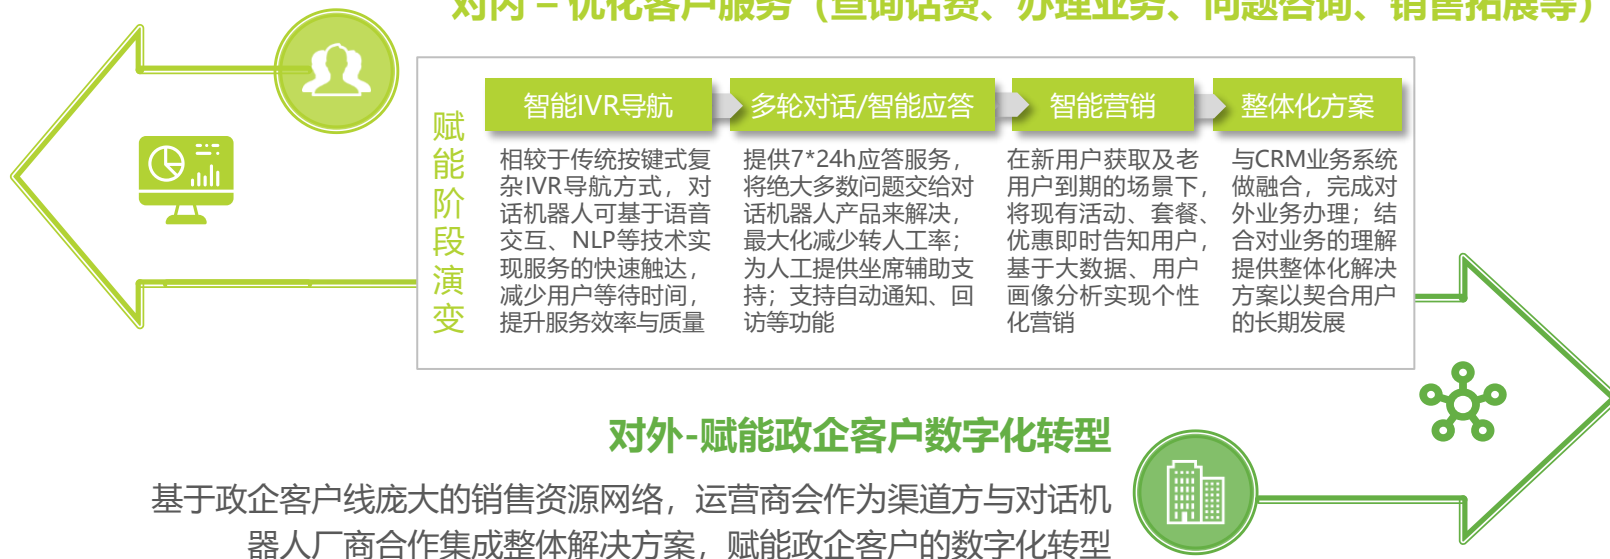 对内 – 优化客户服务（查询话费、办理业务、问题咨询、销售拓展等）
赋能阶段演变
智能IVR导航
相较于传统按键式复
杂IVR导航方式，对
话机器人可基于语音
交互、NLP等技术实
现服务的快速触达，
减少用户等待时间，
提升服务效率与质量
多轮对话/智能应答
提供7*24h应答服务，
将绝大多数问题交给对
话机器人产品来解决，
最大化减少转人工率；
为人工提供坐席辅助支
持；支持自动通知、回
访等功能
智能营销
在新用户获取及老
用户到期的场景下，
将现有活动、套餐、
优惠即时告知用户，
基于大数据、用户
画像分析实现个性
化营销
整体化方案
与CRM业务系统
做融合，完成对
外业务办理；结
合对业务的理解
提供整体化解决
方案以契合用户
的长期发展
对外-赋能政企客户数字化转型
基于政企客户线庞大的销售资源网络，运营商会作为渠道方与对话机
器人厂商合作集成整体解决方案，赋能政企客户的数字化转型